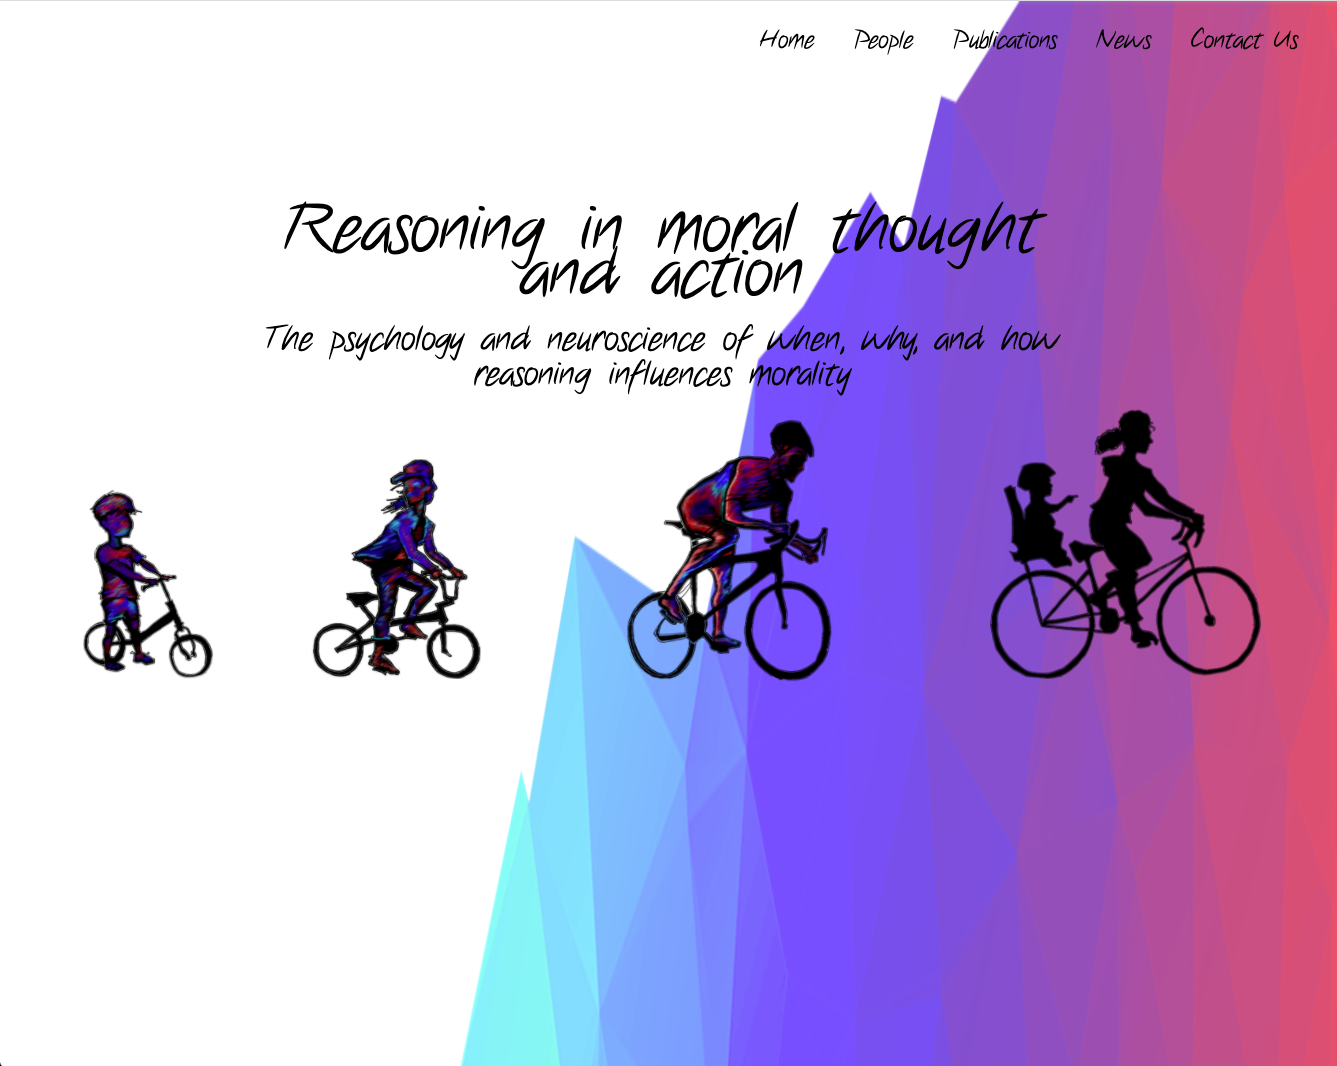 Home People Publications News Contact Us
Reasoning in moral thought
and action
The psychology and neuroscience of when, why, and how
reasoning influences morality